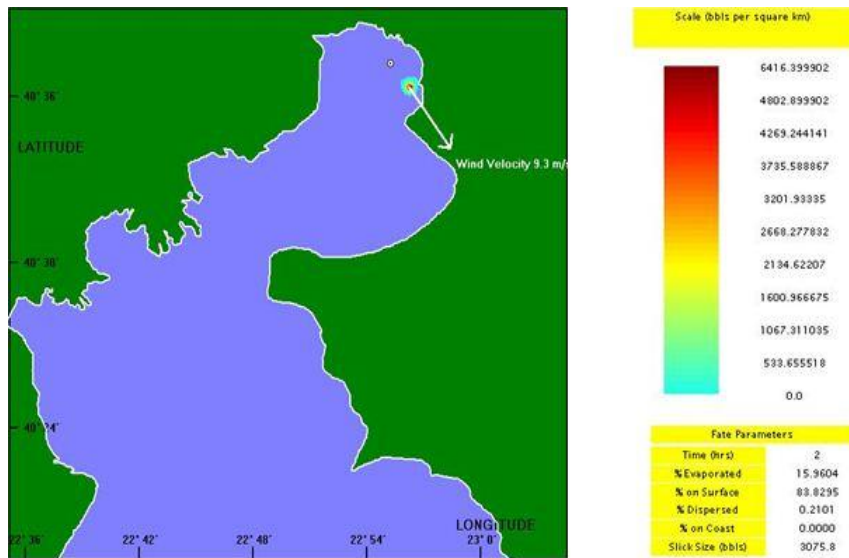 40° 36'
LATITUDE
Wind Velocity 9.3 m/s
40° 30'
40° 24'
LONGITUDE
22° 36' 22° 42' 22° 48' 22° 54' 23° 0'
Scale (bbls per square km)
6416.399902
4802.899902
4269.244141
3735.588867
3201.93335
2668.277832
2134.62207
1600.966675
1067.311035
533.655518
0.0
Fate Parameters
Time (hrs) 2
% Evaporated 15.9604
% on Surface 83.8295
% Dispersed 0.2101
% on Coast 0.0000
Slick Size (bbls) 3075.8